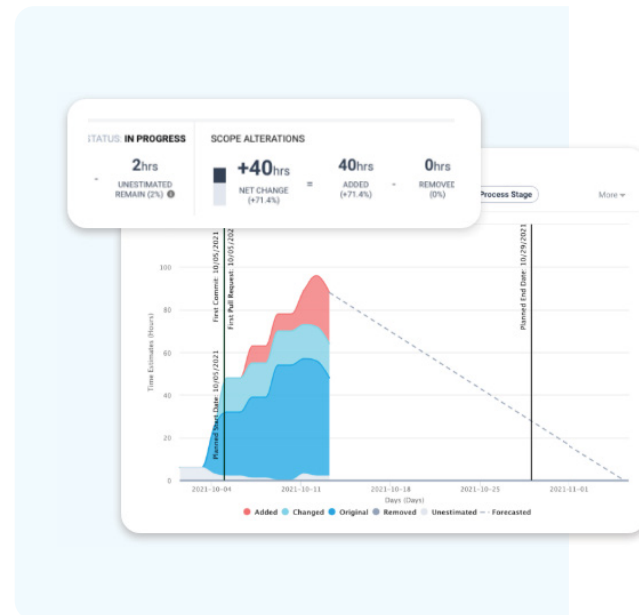 STATUS: IN PROGRESS
SCOPE ALTERATIONS
- 2hrs
UNESTIMATED
REMAIN (2%)
+40hrs
NET CHANGE
(+71.4%)
=
40hrs
ADDED
(+71.4%)
-
0hrs
REMOVED
(0%)
Process Stage
More
Time Estimates (Hours)
100
80
60
40
20
0
First Commit: 10/05/2021
Planned Start Date: 10/05/2021
First Pull Request: 10/05/202
Planned End Date: 10/29/2021
2021-10-04
2021-10-11
2021-10-18
2021-10-25
2021-11-01
Days (Days)
Added Changed Original Removed Unestimated Forecasted